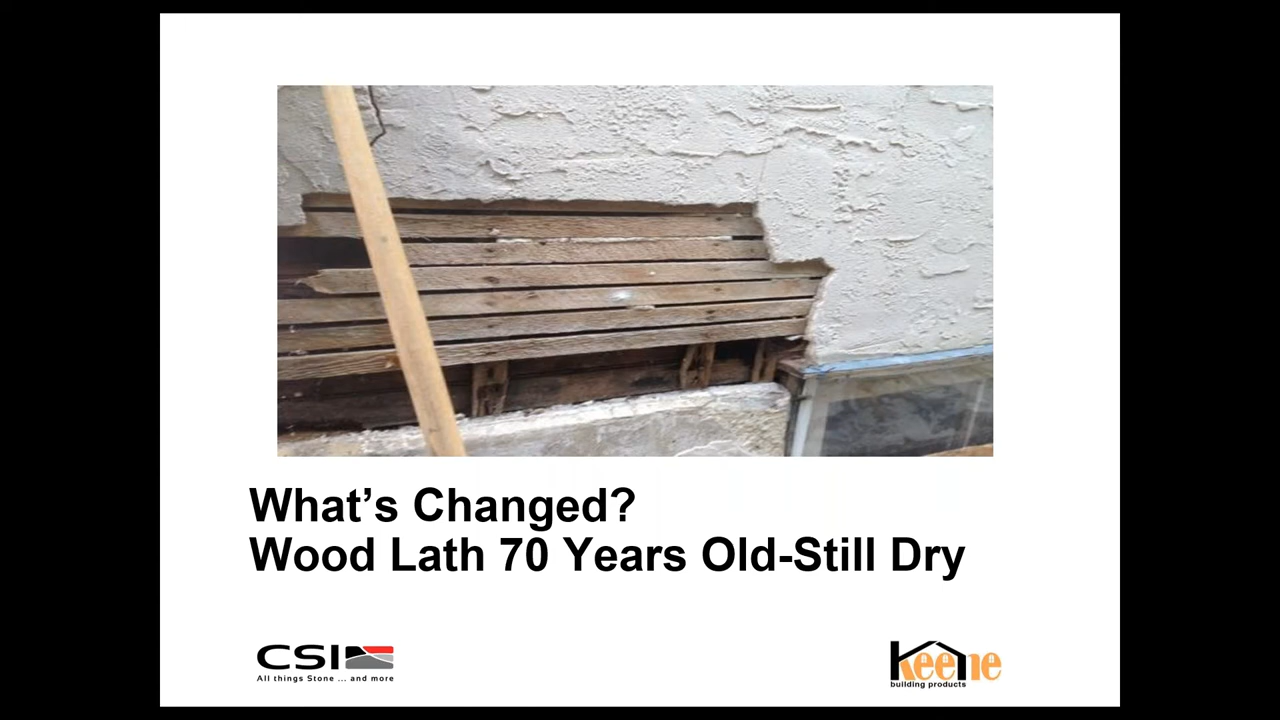 What's Changed?
Wood Lath 70 Years Old-Still Dry
CSI
All things Stone ... and more
keene
building products